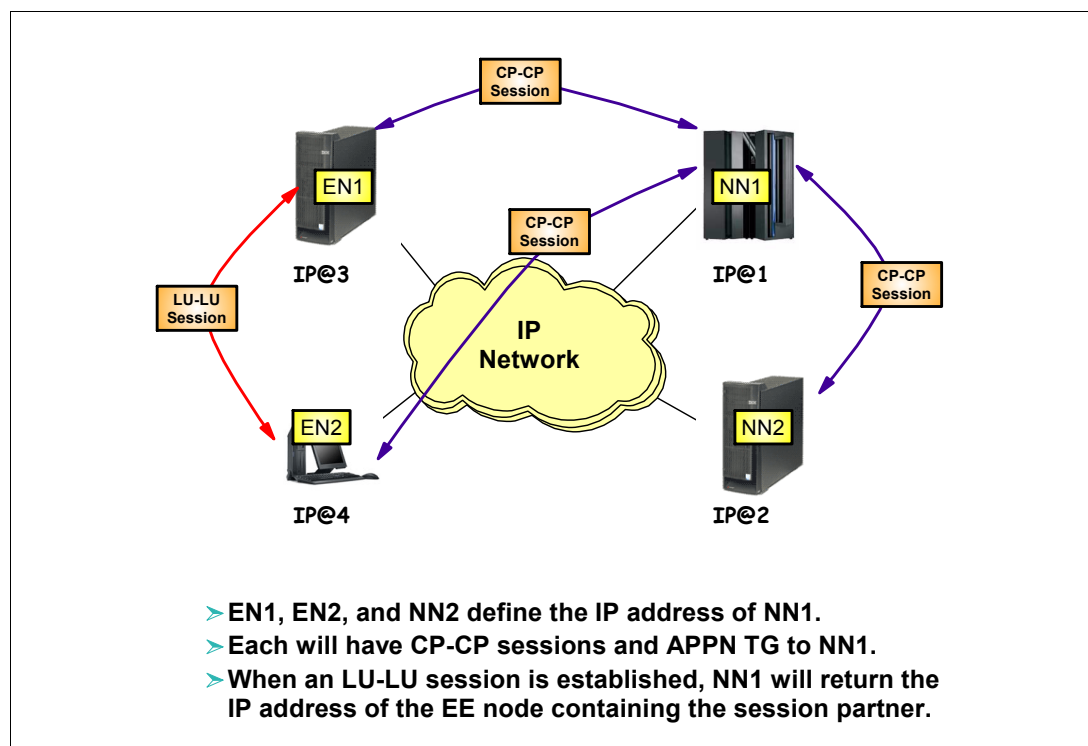 CP-CP
Session
EN1
NN1
CP-CP
Session
IP@3
IP@1
CP-CP
Session
LU-LU
Session
IP
Network
EN2
NN2
IP@4
IP@2
➢EN1, EN2, and NN2 define the IP address of NN1.
➢Each will have CP-CP sessions and APPN TG to NN1.
➢When an LU-LU session is established, NN1 will return the
IP address of the EE node containing the session partner.